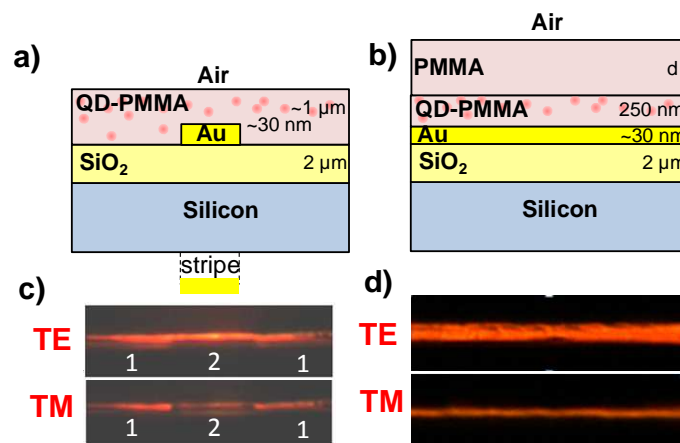 a)
Air
QD-PMMA
~1 µm
Au
~30 nm
SiO2
2 µm
Silicon
stripe
b)
Air
PMMA
d
QD-PMMA
250 nm
Au
~30 nm
SiO2
2 µm
Silicon
c)
TE
1 2 1
TM
1 2 1
d)
TE
TM